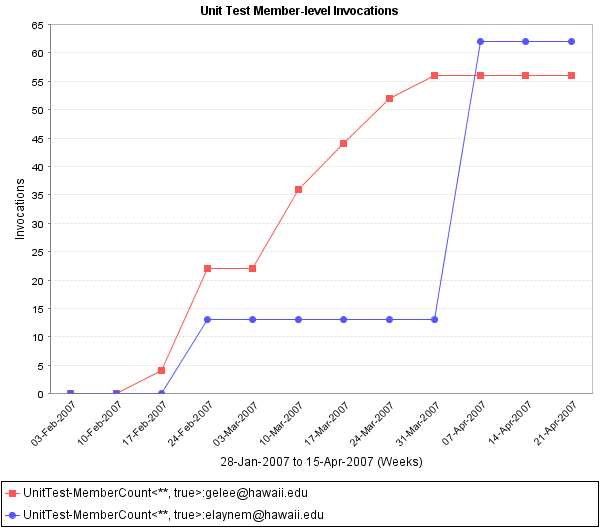 Unit Test Member-level Invocations
65
60
55
50
45
40
35
30
25
20
15
10
5
0
Invocations
03-Feb-2007
10-Feb-2007
17-Feb-2007
24-Feb-2007
03-Mar-2007
10-Mar-2007
17-Mar-2007
24-Mar-2007
31-Mar-2007
07-Apr-2007
14-Apr-2007
21-Apr-2007
28-Jan-2007 to 15-Apr-2007 (Weeks)
UnitTest-MemberCount<**, true>:gelee@hawaii.edu
UnitTest-MemberCount<**, true>:elaynem@hawaii.edu